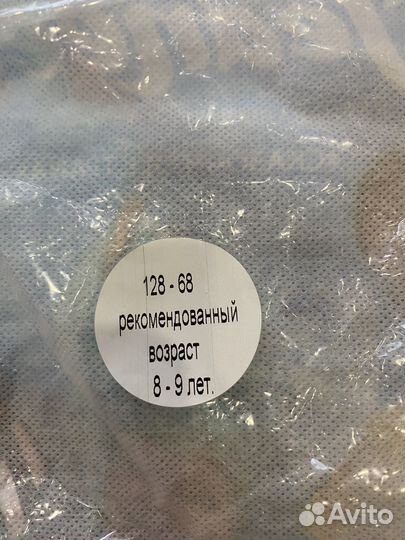 128 - 68
рекомендованный
возраст
8 - 9 лет.
Avito